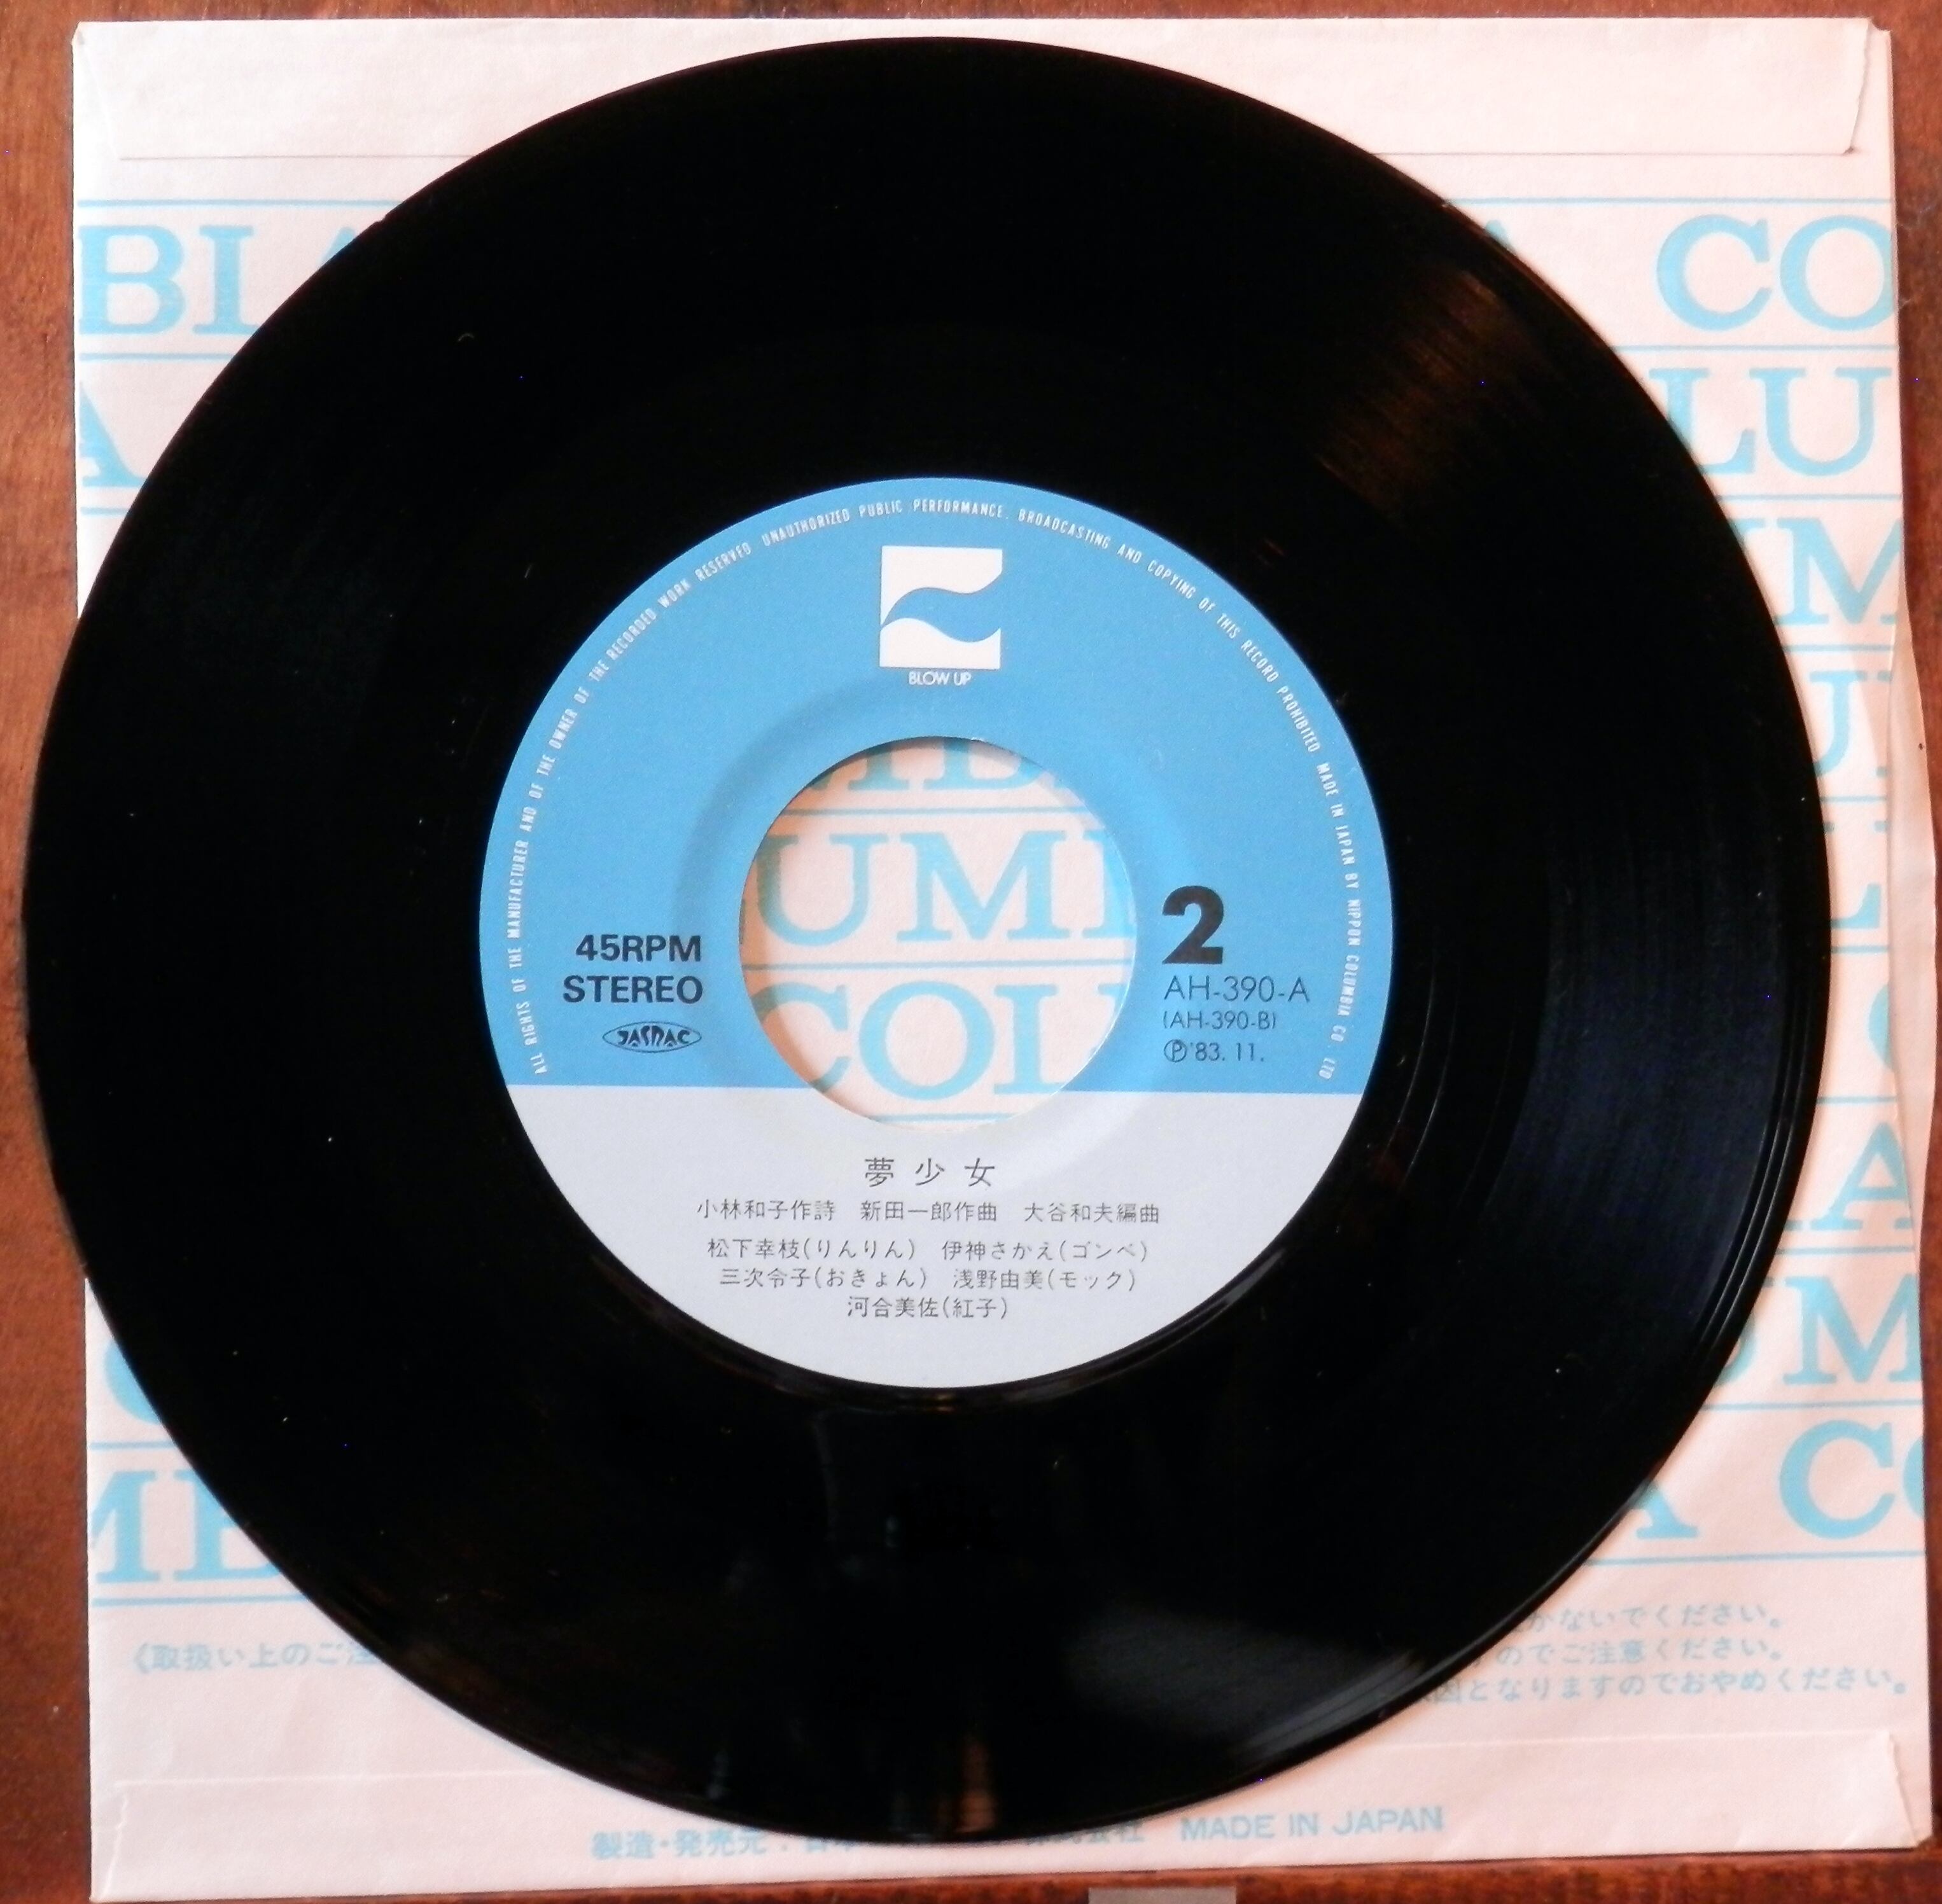 CO
LU
ALL RIGHTS OF THE MANUFACTURER AND OF THE OWNER OF THE RECORDED WORK RESERVED UNAUTHORIZED PUBLIC PERFORMANCE. BROADCASTING AND COPYING OF THIS RECORD PROHIBITED MADE IN JAPAN BY NIPPON COLUMBIA CO. LTD
BLOW UP
UM
COL
45RPM
STEREO
JASRAC
2
AH-390-A
(AH-390-B)
Ⓟ'83. 11.
夢少女
小林和子作詩 新田一郎作曲 大谷和夫編曲
松下幸枝(りんりん) 伊神さかえ(ゴンベ)
三次令子(おきょん) 浅野由美(モック)
河合美佐(紅子)
かないでください。
《取扱い上のご注 のでご注意ください。
因となりますのでおやめください。
製造・発売元: MADE IN JAPAN